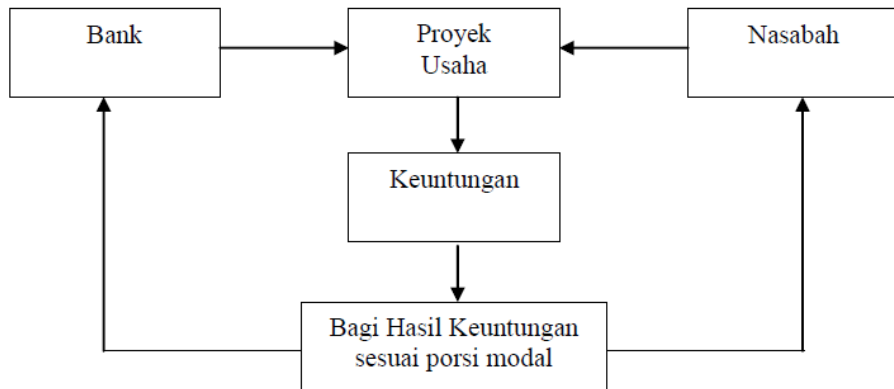 Bank
Proyek
Usaha
Nasabah
Keuntungan
Bagi Hasil Keuntungan
sesuai porsi modal